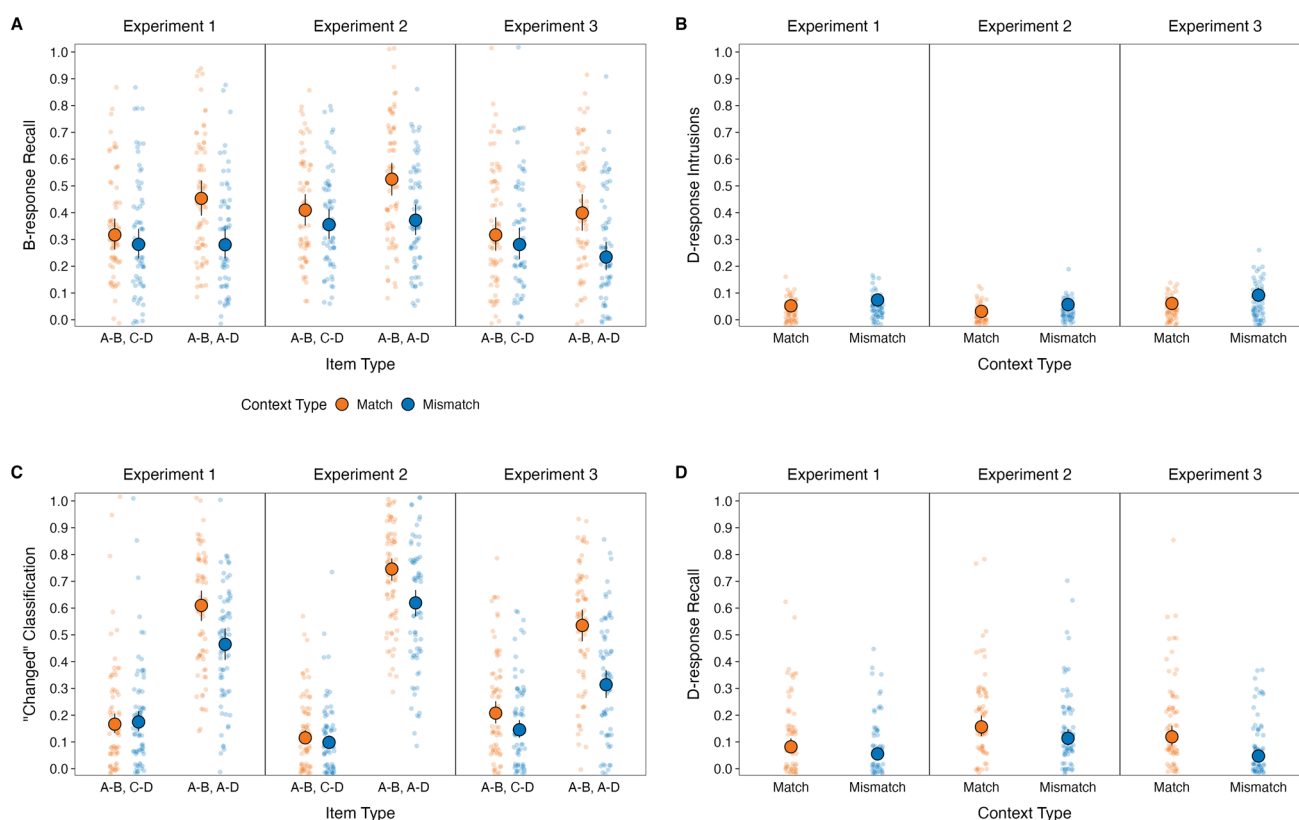 A
Experiment 1 Experiment 2 Experiment 3
B-response Recall
1.0
0.9
0.8
0.7
0.6
0.5
0.4
0.3
0.2
0.1
0.0
A-B, C-D A-B, A-D A-B, C-D A-B, A-D A-B, C-D A-B, A-D
Item Type
Context Type Match Mismatch
B
Experiment 1 Experiment 2 Experiment 3
D-response Intrusions
1.0
0.9
0.8
0.7
0.6
0.5
0.4
0.3
0.2
0.1
0.0
Match Mismatch Match Mismatch Match Mismatch
Context Type
C
Experiment 1 Experiment 2 Experiment 3
"Changed" Classification
1.0
0.9
0.8
0.7
0.6
0.5
0.4
0.3
0.2
0.1
0.0
A-B, C-D A-B, A-D A-B, C-D A-B, A-D A-B, C-D A-B, A-D
Item Type
D
Experiment 1 Experiment 2 Experiment 3
D-response Recall
1.0
0.9
0.8
0.7
0.6
0.5
0.4
0.3
0.2
0.1
0.0
Match Mismatch Match Mismatch Match Mismatch
Context Type